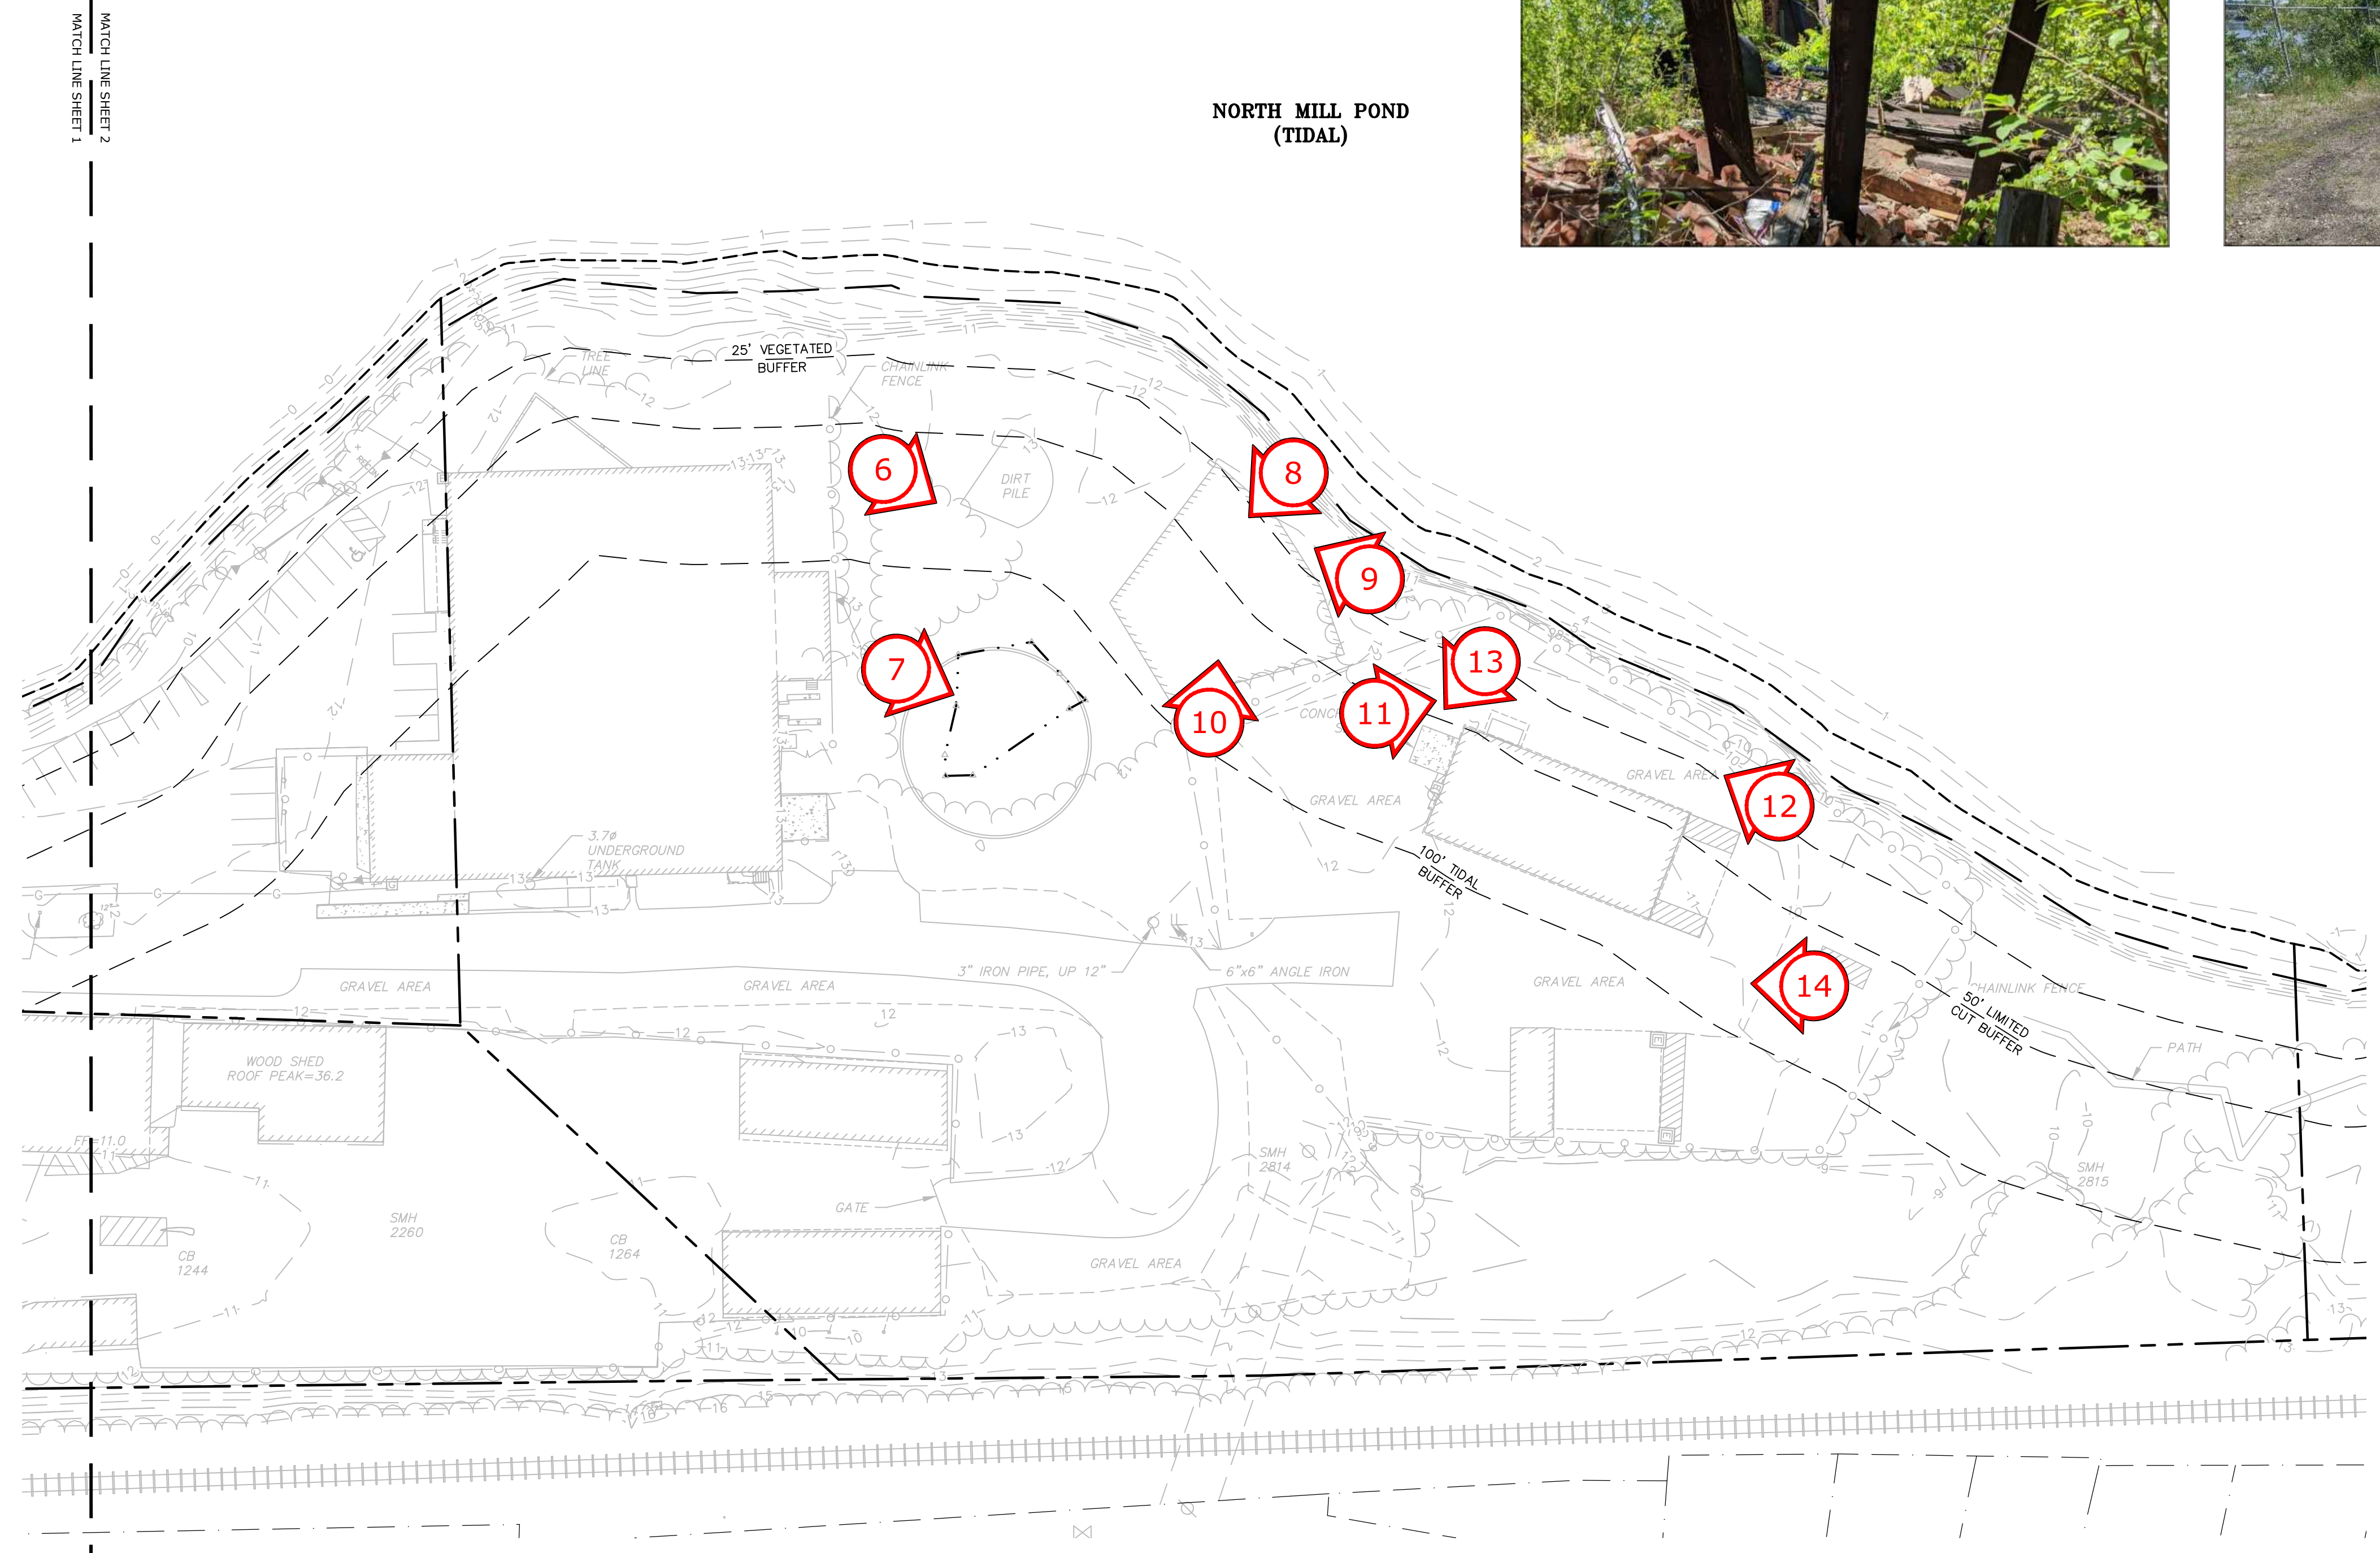 MATCH LINE SHEET 2
MATCH LINE SHEET 1
NORTH MILL POND
(TIDAL)
25' VEGETATED
BUFFER
TREE
LINE
CHAINLINK
FENCE
DIRT
PILE
6
7
8
9
10
11
12
13
14
GRAVEL AREA
GRAVEL AREA
100' TIDAL
BUFFER
3.7ø
UNDERGROUND
TANK
3" IRON PIPE, UP 12"
6"x6" ANGLE IRON
GRAVEL AREA
GRAVEL AREA
GRAVEL AREA
CHAINLINK FENCE
50' LIMITED
CUT BUFFER
PATH
WOOD SHED
ROOF PEAK=36.2
FF=11.0
SMH
2814
SMH
2815
SMH
2260
GATE
CB
1264
CB
1244
GRAVEL AREA